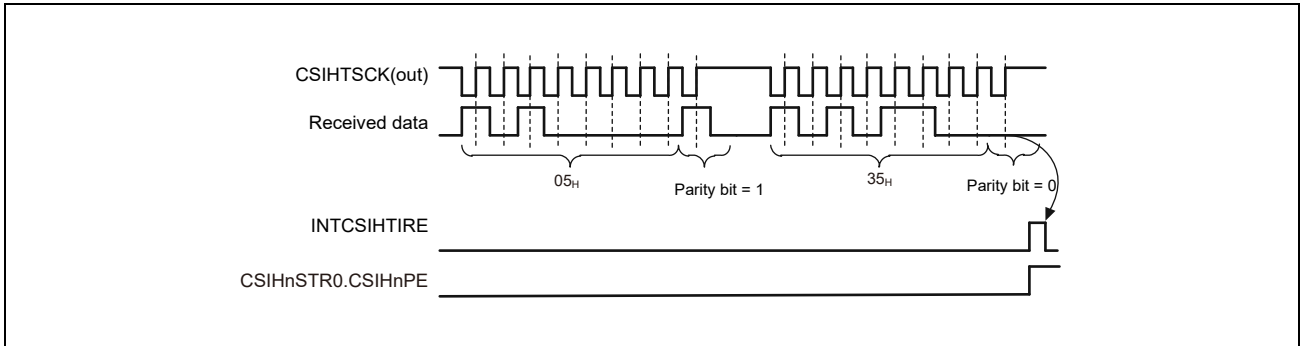 CSIHTSCK(out)
Received data
05H
Parity bit = 1
35H
Parity bit = 0
INTCSIHTIRE
CSIHnSTR0.CSIHnPE